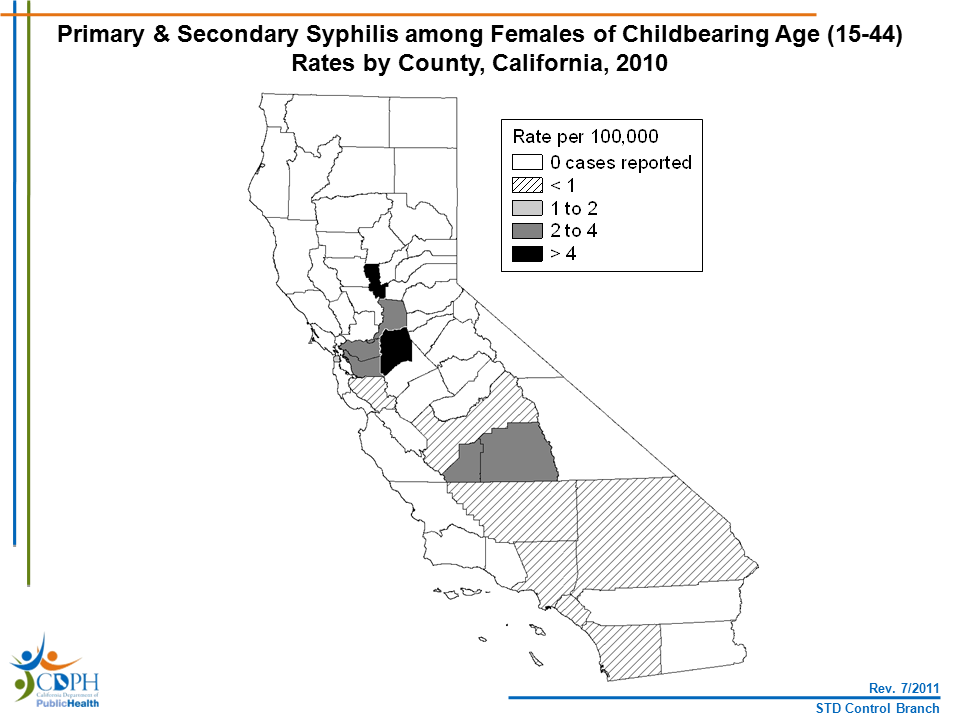 Primary & Secondary Syphilis among Females of Childbearing Age (15-44)
Rates by County, California, 2010
Rate per 100,000
0 cases reported
< 1
1 to 2
2 to 4
> 4
CDPH
California Department of
PublicHealth
Rev. 7/2011
STD Control Branch